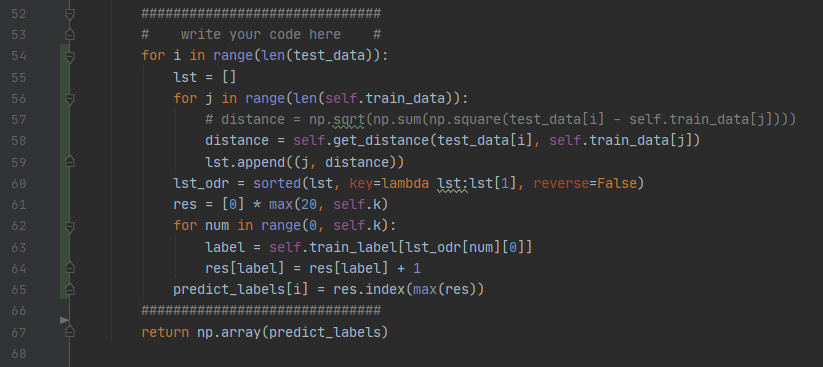 52 ##############################
53 #    write your code here    #
54 for i in range(len(test_data)):
55     lst = []
56     for j in range(len(self.train_data)):
57         # distance = np.sqrt(np.sum(np.square(test_data[i] - self.train_data[j])))
58         distance = self.get_distance(test_data[i], self.train_data[j])
59         lst.append((j, distance))
60     lst_odr = sorted(lst, key=lambda lst:lst[1], reverse=False)
61     res = [0] * max(20, self.k)
62     for num in range(0, self.k):
63         label = self.train_label[lst_odr[num][0]]
64         res[label] = res[label] + 1
65     predict_labels[i] = res.index(max(res))
66 ##############################
67 return np.array(predict_labels)
68